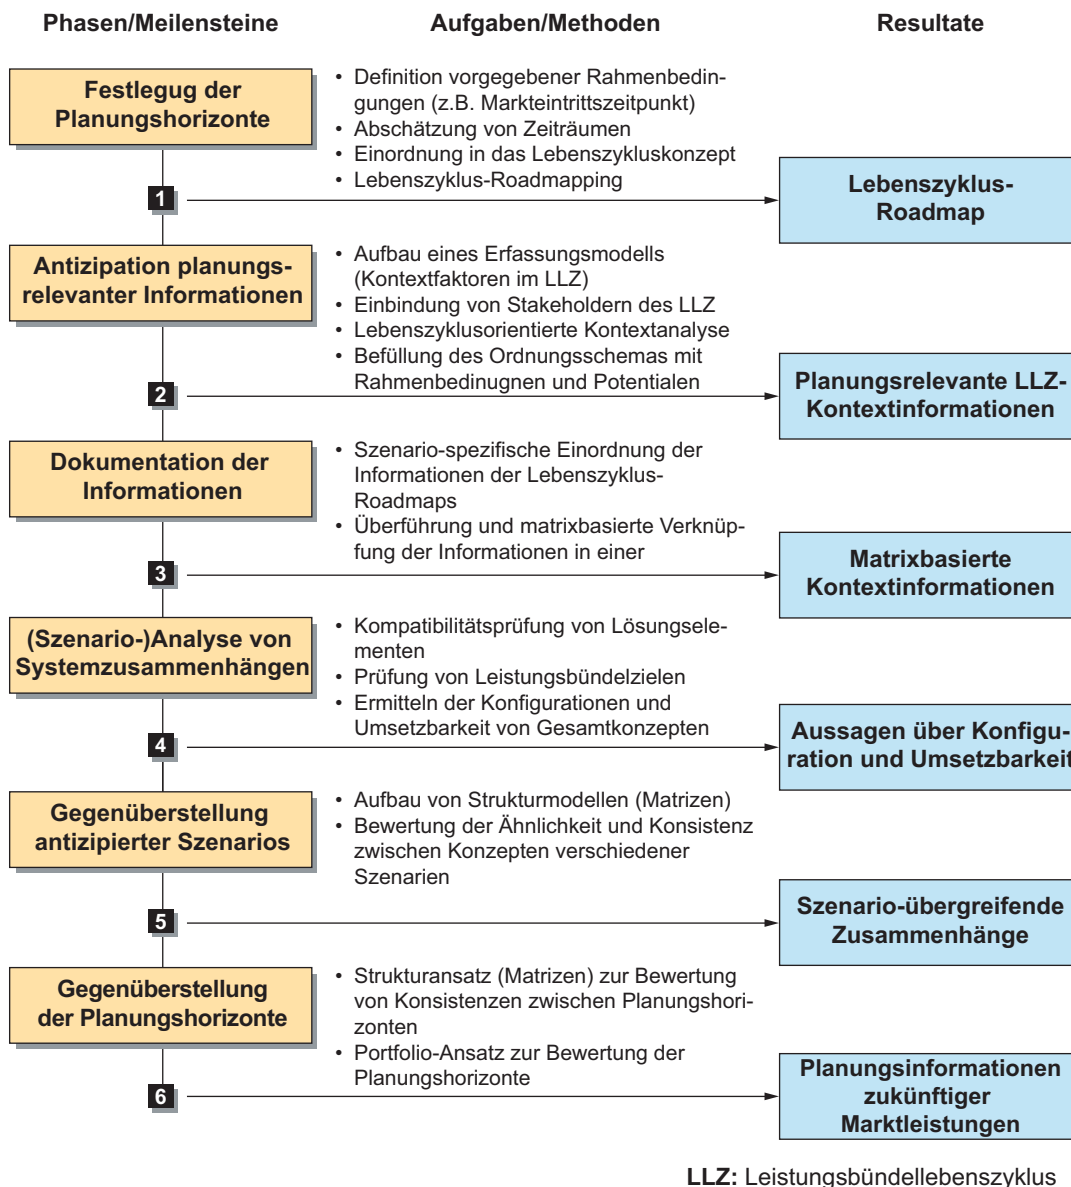 Phasen/Meilensteine
Aufgaben/Methoden
Resultate
Festlegug der
Planungshorizonte
• Definition vorgegebener Rahmenbedin-
gungen (z.B. Markteintrittszeitpunkt)
• Abschätzung von Zeiträumen
• Einordnung in das Lebenszykluskonzept
• Lebenszyklus-Roadmapping
1
Lebenszyklus-
Roadmap
Antizipation planungs-
relevanter Informationen
• Aufbau eines Erfassungsmodells
(Kontextfaktoren im LLZ)
• Einbindung von Stakeholdern des LLZ
• Lebenszyklusorientierte Kontextanalyse
• Befüllung des Ordnungsschemas mit
Rahmenbedinugnen und Potentialen
2
Planungsrelevante LLZ-
Kontextinformationen
Dokumentation der
Informationen
• Szenario-spezifische Einordnung der
Informationen der Lebenszyklus-
Roadmaps
• Überführung und matrixbasierte Verknüp-
fung der Informationen in einer
3
Matrixbasierte
Kontextinformationen
(Szenario-)Analyse von
Systemzusammenhängen
• Kompatibilitätsprüfung von Lösungsele-
menten
• Prüfung von Leistungsbündelzielen
• Ermitteln der Konfigurationen und
Umsetzbarkeit von Gesamtkonzepten
4
Aussagen über Konfigu-
ration und Umsetzbarkeit
Gegenüberstellung
antizipierter Szenarios
• Aufbau von Strukturmodellen (Matrizen)
• Bewertung der Ähnlichkeit und Konsistenz
zwischen Konzepten verschiedener
Szenarien
5
Szenario-übergreifende
Zusammenhänge
Gegenüberstellung
der Planungshorizonte
• Strukturansatz (Matrizen) zur Bewertung
von Konsistenzen zwischen Planungshori-
zonten
• Portfolio-Ansatz zur Bewertung der
Planungshorizonte
6
Planungsinformationen
zukünftiger
Marktleistungen
LLZ: Leistungsbündellebenszyklus